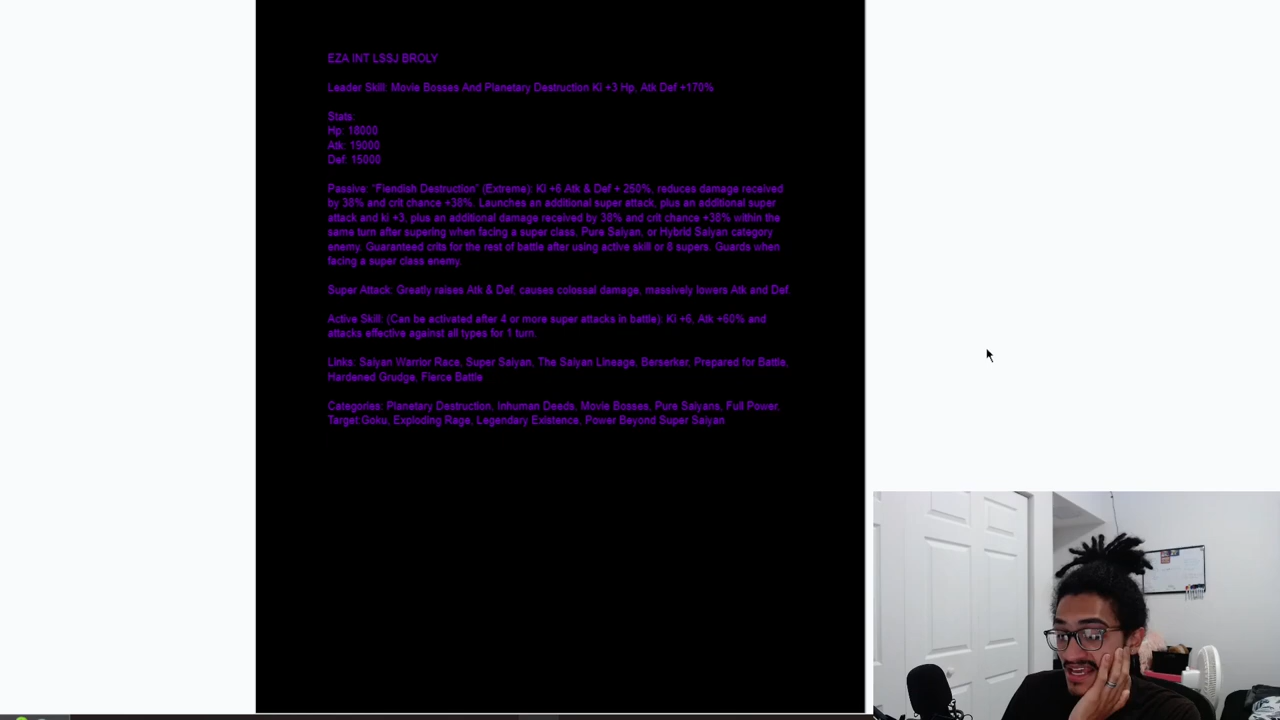 EZA INT LSSJ BROLY
Leader Skill: Movie Bosses And Planetary Destruction Ki +3 Hp, Atk Def +170%
Stats:
Hp: 18000
Atk: 19000
Def: 15000
Passive: "Fiendish Destruction" (Extreme): Ki +6 Atk & Def + 250%, reduces damage received
by 38% and crit chance +38%. Launches an additional super attack, plus an additional super
attack and ki +3, plus an additional damage received by 38% and crit chance +38% within the
same turn after supering when facing a super class, Pure Saiyan, or Hybrid Saiyan category
enemy. Guaranteed crits for the rest of battle after using active skill or 8 supers. Guards when
facing a super class enemy.
Super Attack: Greatly raises Atk & Def, causes colossal damage, massively lowers Atk and Def
Active Skill: (Can be activated after 4 or more super attacks in battle): Ki +6, Atk +60% and
attacks effective against all types for 1 turn.
Links: Saiyan Warrior Race, Super Saiyan, The Saiyan Lineage, Berserker, Prepared for Battle,
Hardened Grudge, Fierce Battle
Categories: Planetary Destruction, Inhuman Deeds, Movie Bosses, Pure Saiyans, Full Power,
Target Goku, Exploding Rage, Legendary Existence, Power Beyond Super Saiyan